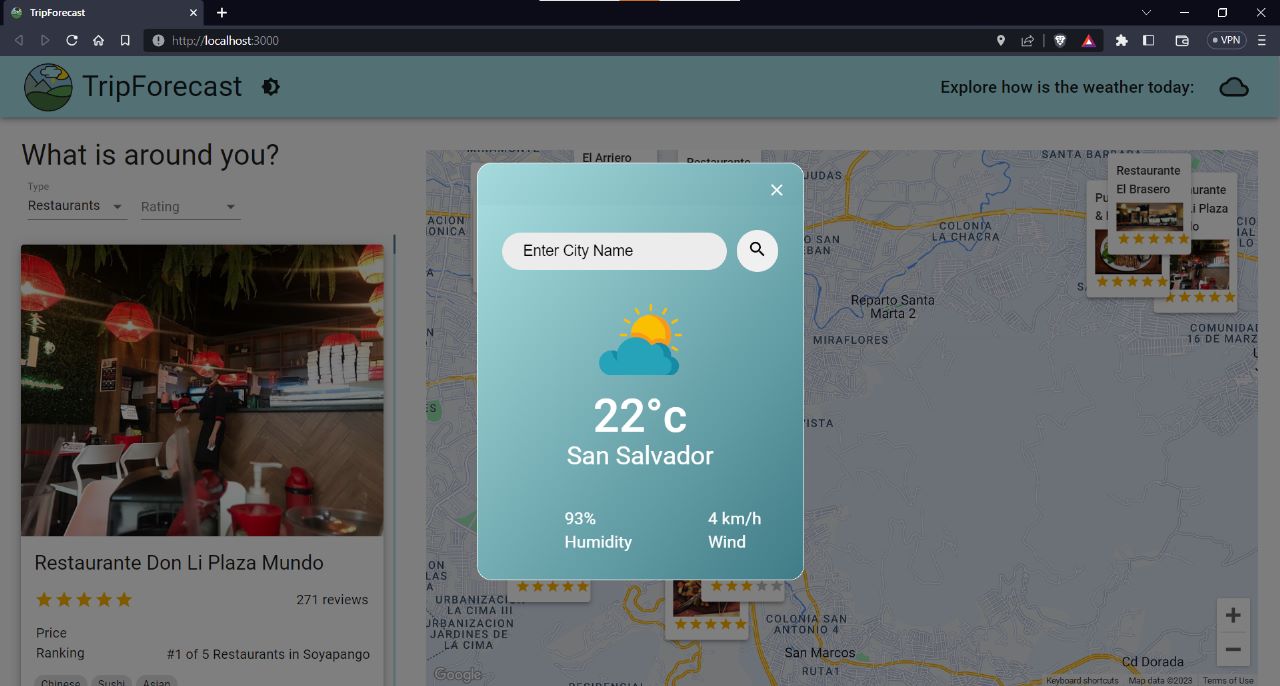 TripForecast
http://localhost:3000
VPN
TripForecast
Explore how is the weather today:
What is around you?
Type
Restaurants
Rating
Restaurante Don Li Plaza Mundo
271 reviews
Price
Ranking
#1 of 5 Restaurants in Soyapango
Chinese
Sushi
Asian
El Arriero
Restaurante
Enter City Name
22°c
San Salvador
93%
Humidity
4 km/h
Wind
SANTA BARBARA
Restaurante
El Brasero
COLONIA
LA CHACRA
Reparto Santa
Marta 2
MIRAFLORES
COMUNIDAD
16 DE MARZ
URBANIZACION
LA CIMA III
URBANIZACION
JARDINES DE
LA CIMA
COLONIA SAN
ANTONIO 4
San Marcos
RUTA1
Cd Dorada
RESIDENCIAL
Google
Keyboard shortcuts
Map data ©2023
Terms of Use